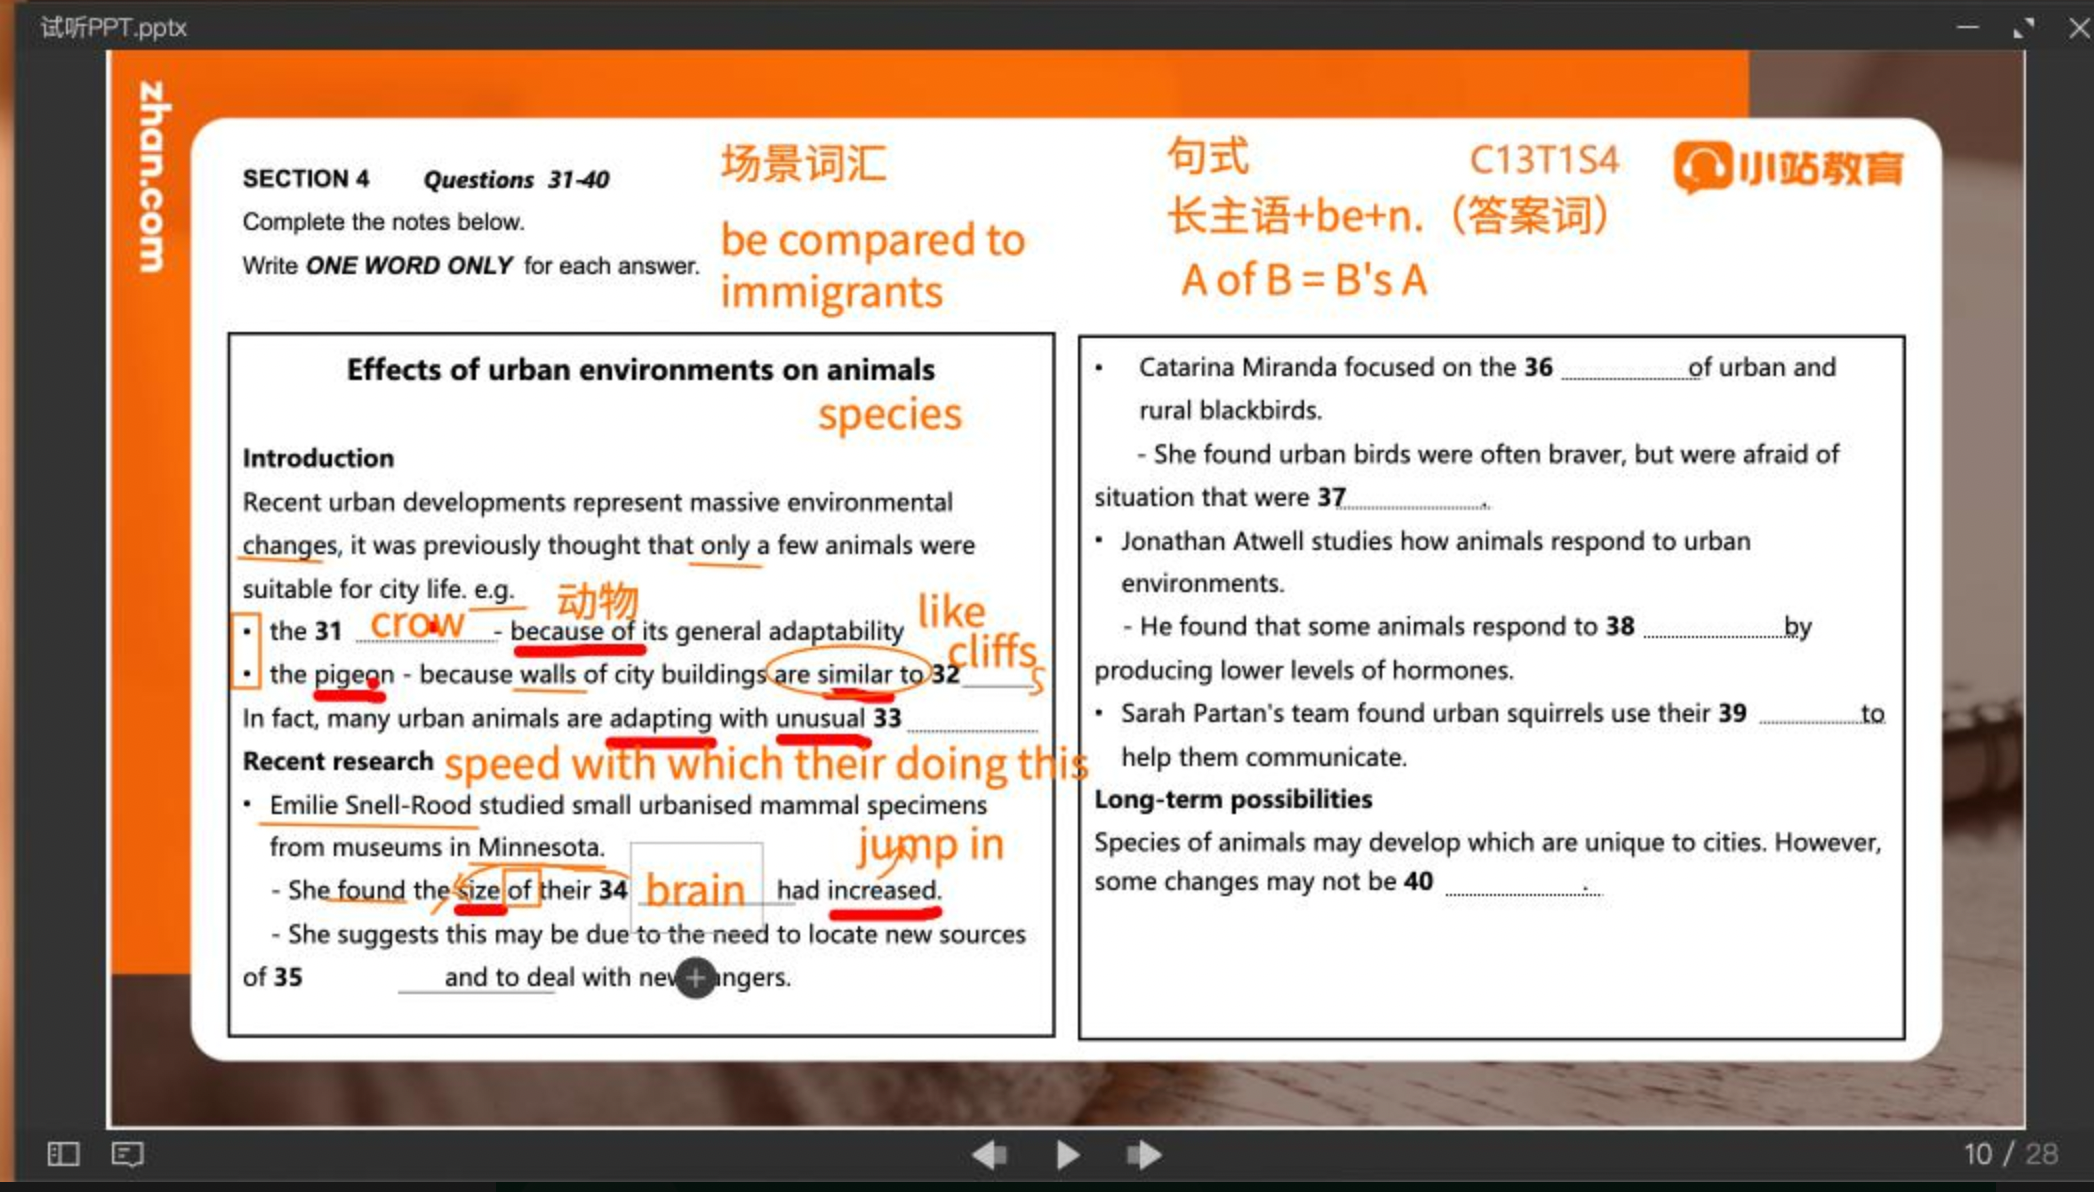 试听PPT.pptx
zhan.com
SECTION 4 Questions 31-40
Complete the notes below.
Write ONE WORD ONLY for each answer.
场景词汇
be compared to
immigrants
句式
C13T1S4
长主语+be+n.（答案词）
A of B = B's A
小站教育
Effects of urban environments on animals
species
Introduction
Recent urban developments represent massive environmental
changes, it was previously thought that only a few animals were
suitable for city life. e.g.
动物
like
• the 31 crow - because of its general adaptability
cliffs
• the pigeon - because walls of city buildings are similar to 32 s
In fact, many urban animals are adapting with unusual 33
Recent research speed with which their doing this
• Emilie Snell-Rood studied small urbanised mammal specimens
from museums in Minnesota.
jump in
- She found the size of their 34 brain had increased.
- She suggests this may be due to the need to locate new sources
of 35 and to deal with new
• Catarina Miranda focused on the 36 of urban and
rural blackbirds.
- She found urban birds were often braver, but were afraid of
situation that were 37 .
• Jonathan Atwell studies how animals respond to urban
environments.
- He found that some animals respond to 38 by
producing lower levels of hormones.
• Sarah Partan's team found urban squirrels use their 39 to
help them communicate.
Long-term possibilities
Species of animals may develop which are unique to cities. However,
some changes may not be 40 .
10 / 28